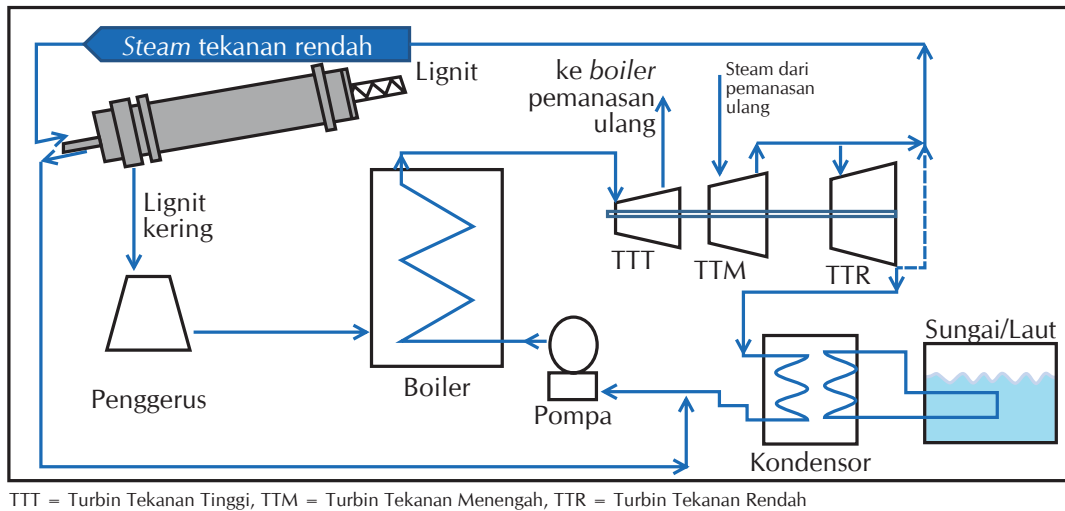 Steam tekanan rendah
Lignit
ke boiler
pemanasan
ulang
Steam dari
pemanasan
ulang
Lignit
kering
TTT
TTM
TTR
Sungai/Laut
Penggerus
Boiler
Pompa
Kondensor
TTT = Turbin Tekanan Tinggi, TTM = Turbin Tekanan Menengah, TTR = Turbin Tekanan Rendah